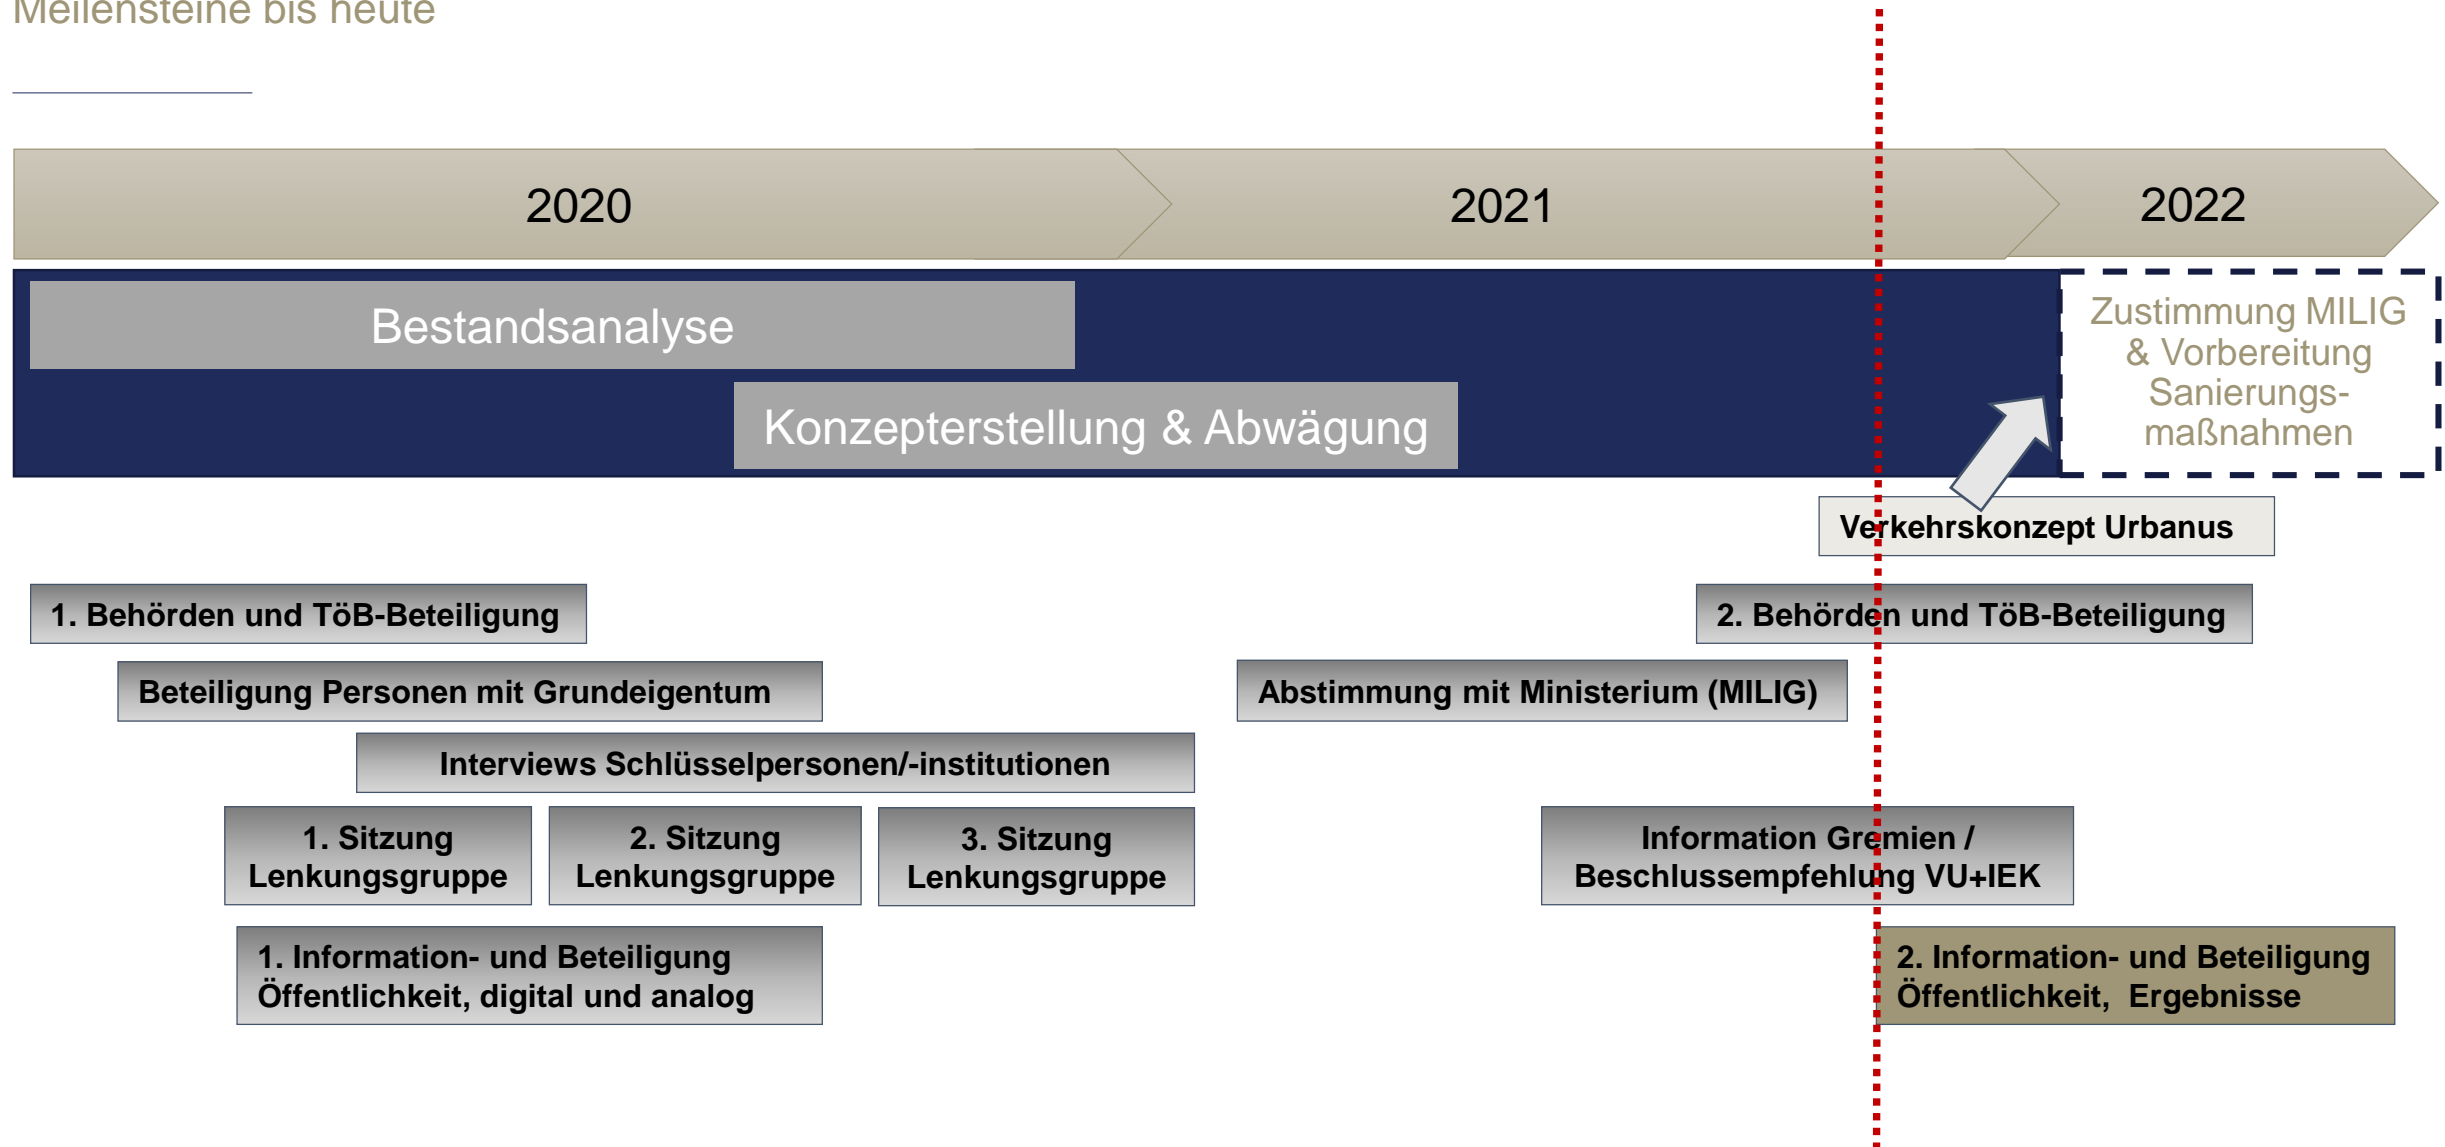 Meilensteine bis heute
2020
2021
2022
Bestandsanalyse
Konzepterstellung & Abwägung
Zustimmung MILIG
& Vorbereitung
Sanierungs-
maßnahmen
Verkehrskonzept Urbanus
1. Behörden und TöB-Beteiligung
2. Behörden und TöB-Beteiligung
Beteiligung Personen mit Grundeigentum
Abstimmung mit Ministerium (MILIG)
Interviews Schlüsselpersonen/-institutionen
1. Sitzung
Lenkungsgruppe
2. Sitzung
Lenkungsgruppe
3. Sitzung
Lenkungsgruppe
Information Gremien /
Beschlussempfehlung VU+IEK
1. Information- und Beteiligung
Öffentlichkeit, digital und analog
2. Information- und Beteiligung
Öffentlichkeit, Ergebnisse